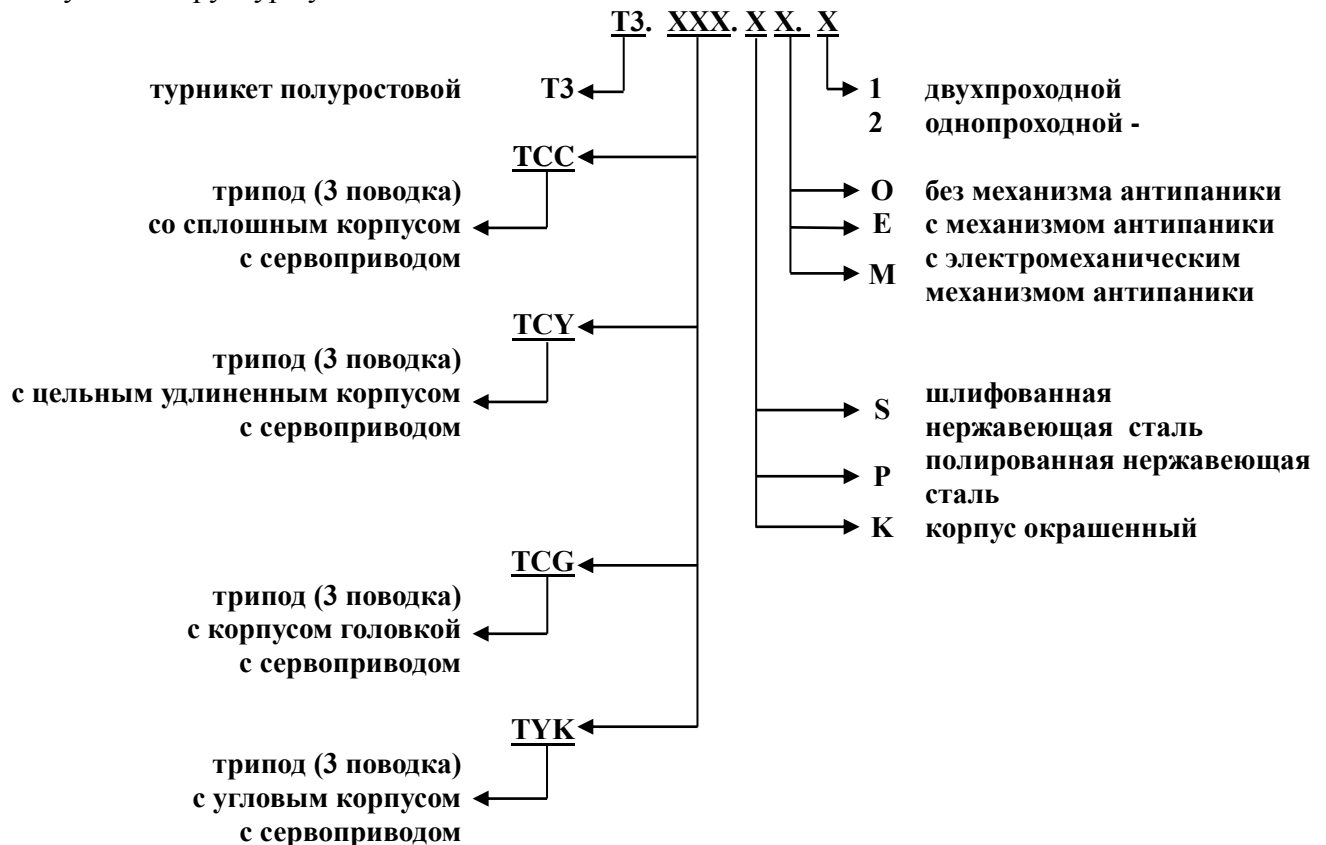 Т3. XXX. X X. X
турникет полуростовой Т3
1 двухпроходной
2 однопроходной -
TCC
трипод (3 поводка)
со сплошным корпусом
с сервоприводом
O без механизма антипаники
E с механизмом антипаники
M с электромеханическим
механизмом антипаники
TCY
трипод (3 поводка)
с цельным удлиненным корпусом
с сервоприводом
S шлифованная
нержавеющая сталь
P полированная нержавеющая
сталь
K корпус окрашенный
TCG
трипод (3 поводка)
с корпусом головкой
с сервоприводом
TYK
трипод (3 поводка)
с угловым корпусом
с сервоприводом